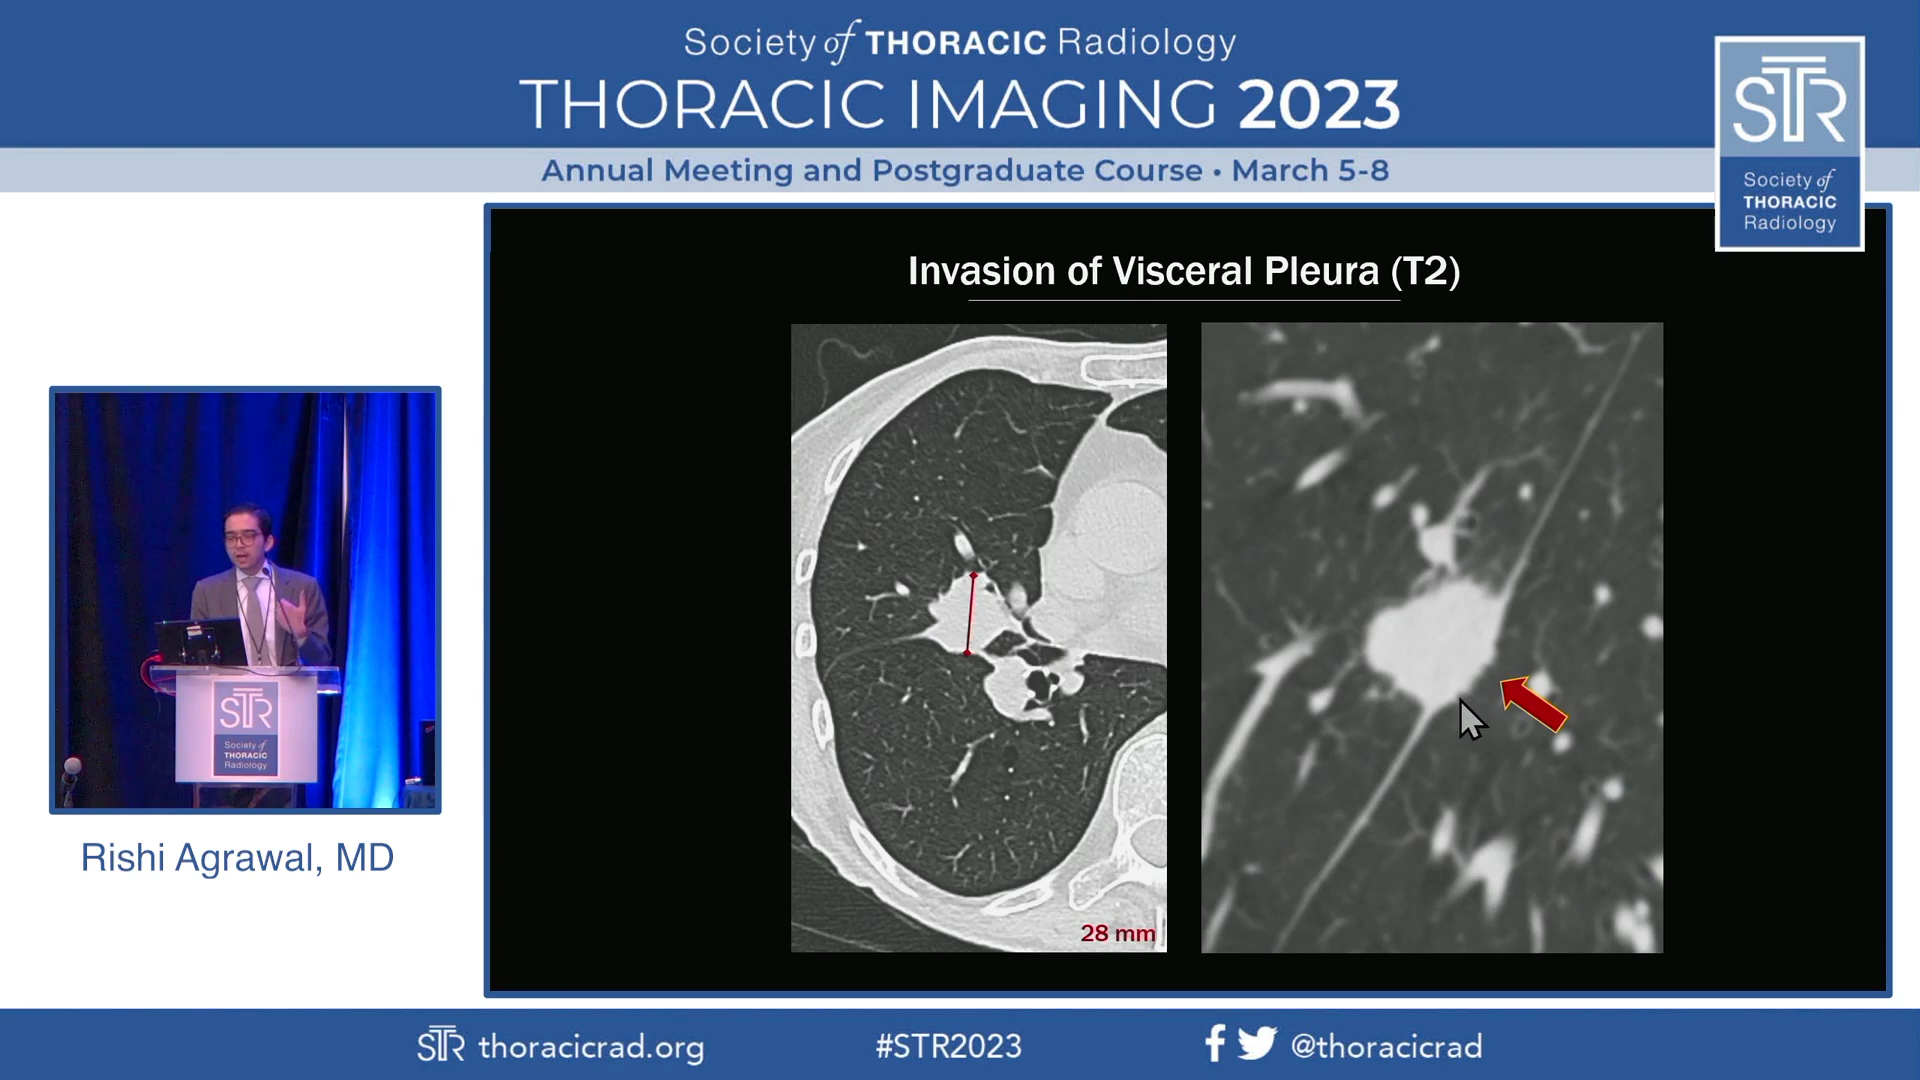 Society of THORACIC Radiology
THORACIC IMAGING 2023
Annual Meeting and Postgraduate Course • March 5-8
STR
Society of
THORACIC
Radiology
Invasion of Visceral Pleura (T2)
28 mm
STR
Society of
THORACIC
Radiology
Rishi Agrawal, MD
STR thoracicrad.org
#STR2023
@thoracicrad